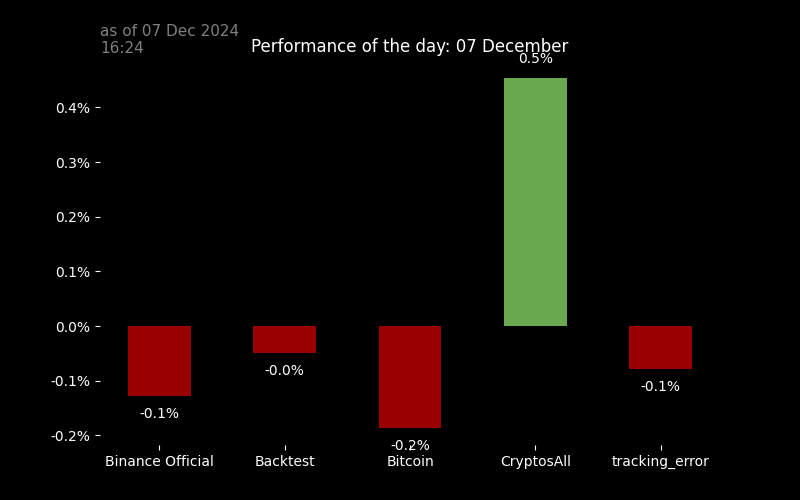 as of 07 Dec 2024
16:24
Performance of the day: 07 December
0.5%
0.4%
0.3%
0.2%
0.1%
0.0%
-0.1%
-0.2%
-0.1%
-0.0%
-0.2%
-0.1%
Binance Official
Backtest
Bitcoin
CryptosAll
tracking_error